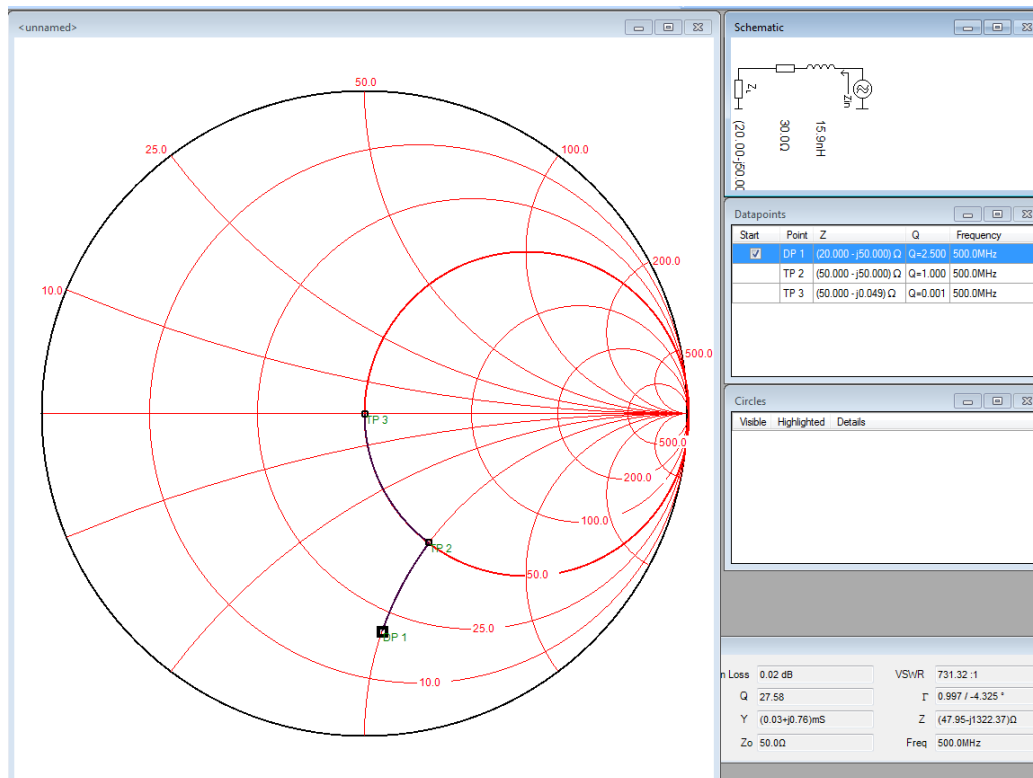 <unnamed>
50.0
25.0
100.0
10.0
200.0
500.0
TP 3
500.0
200.0
100.0
TP 2
50.0
25.0
DP 1
10.0
Schematic
ZL
Zin
(20.00-j50.00
30.0Ω
15.9nH
Datapoints
Start Point Z Q Frequency
DP 1 (20.000 - j50.000) Ω Q=2.500 500.0MHz
TP 2 (50.000 - j50.000) Ω Q=1.000 500.0MHz
TP 3 (50.000 - j0.049) Ω Q=0.001 500.0MHz
Circles
Visible Highlighted Details
n Loss 0.02 dB VSWR 731.32 :1
Q 27.58 Γ 0.997 / -4.325 °
Y (0.03+j0.76)mS Z (47.95-j1322.37)Ω
Zo 50.0Ω Freq 500.0MHz